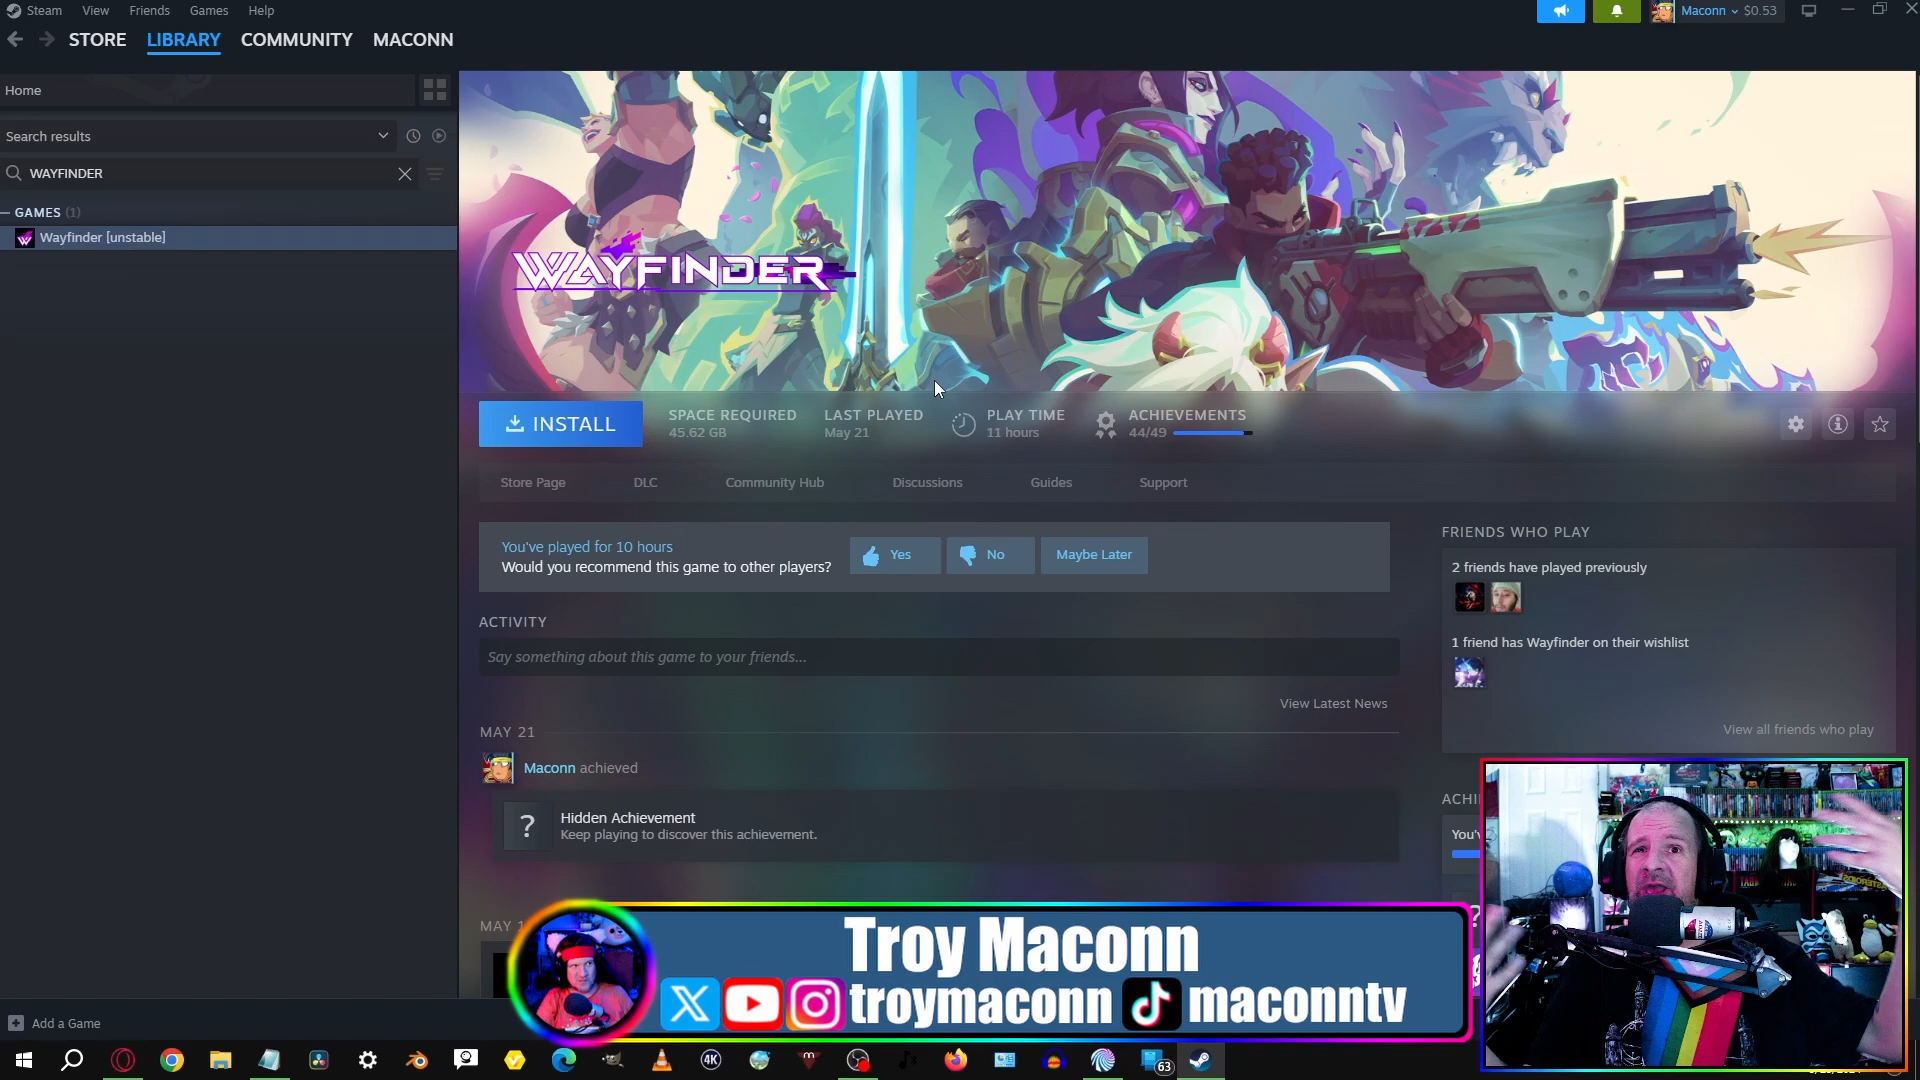 Steam View Friends Games Help
Maconn $0.53
STORE LIBRARY COMMUNITY MACONN
Home
Search results
WAYFINDER
GAMES (1)
Wayfinder [unstable]
WAYFINDER
INSTALL
SPACE REQUIRED
45.62 GB
LAST PLAYED
May 21
PLAY TIME
11 hours
ACHIEVEMENTS
44/49
Store Page DLC Community Hub Discussions Guides Support
You've played for 10 hours
Would you recommend this game to other players?
Yes No Maybe Later
FRIENDS WHO PLAY
2 friends have played previously
1 friend has Wayfinder on their wishlist
View all friends who play
ACTIVITY
Say something about this game to your friends...
View Latest News
MAY 21
Maconn achieved
Hidden Achievement
Keep playing to discover this achievement.
ACHI
You'v
MAY 1
Troy Maconn
troymaconn maconntv
Add a Game
4K
63